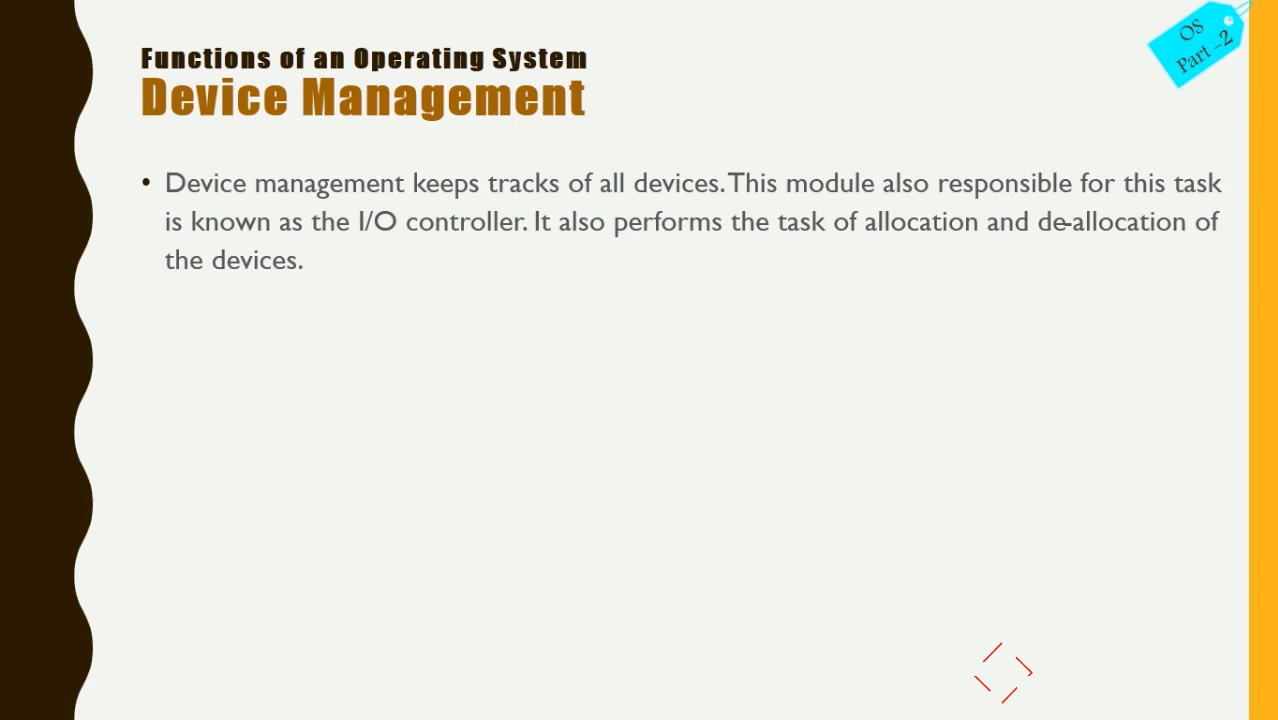 OS
Part -2
Functions of an Operating System
Device Management
• Device management keeps tracks of all devices. This module also responsible for this task
is known as the I/O controller. It also performs the task of allocation and de-allocation of
the devices.